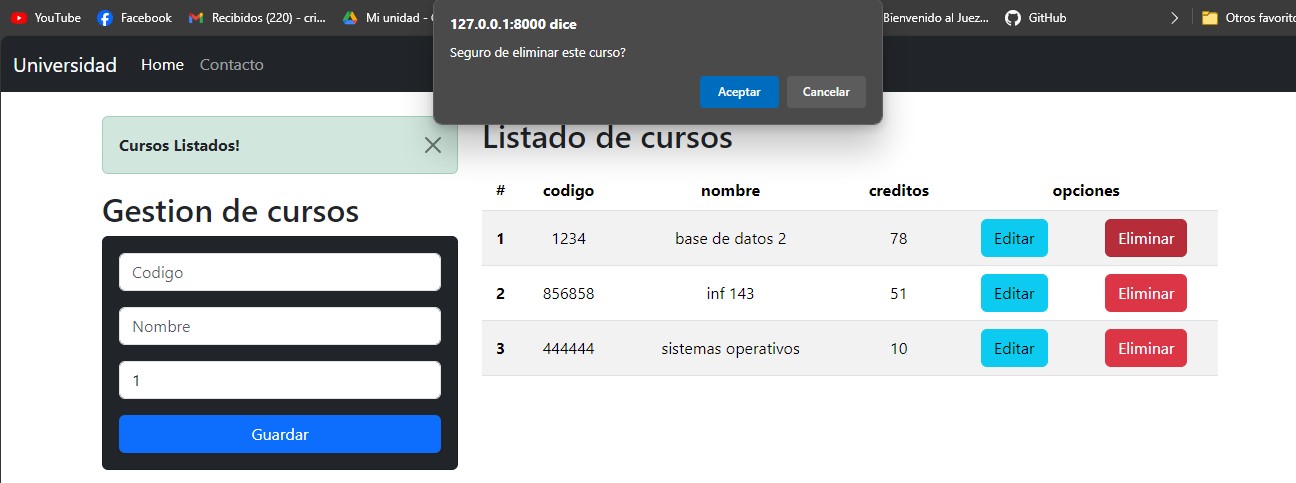 YouTube Facebook Recibidos (220) - cri... Mi unidad - Bienvenido al Juez... GitHub Otros favorito
127.0.0.1:8000 dice
Seguro de eliminar este curso?
Aceptar Cancelar
Universidad Home Contacto
Cursos Listados!
Gestion de cursos
Codigo
Nombre
1
Guardar
Listado de cursos
# codigo nombre creditos opciones
1 1234 base de datos 2 78 Editar Eliminar
2 856858 inf 143 51 Editar Eliminar
3 444444 sistemas operativos 10 Editar Eliminar